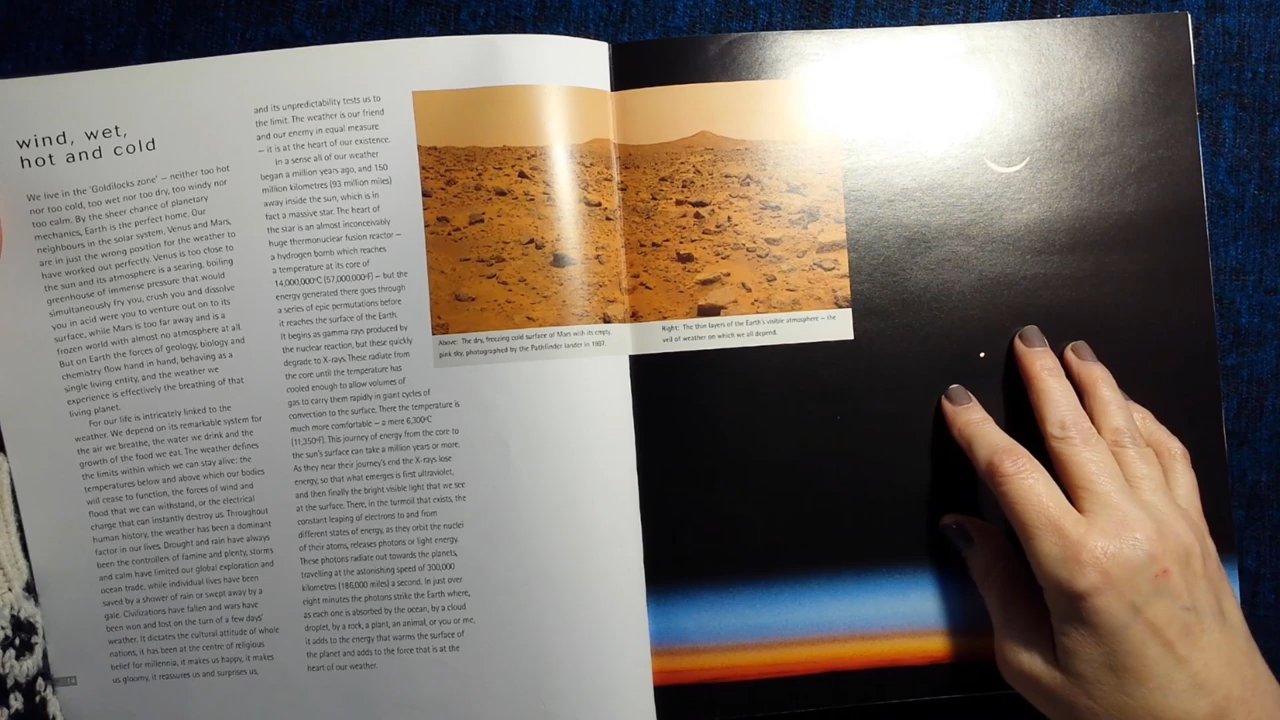 wind, wet,
hot and cold
We live in the 'Goldilocks zone' – neither too hot
nor too cold, too wet nor too dry, too windy nor
too calm. By the sheer chance of planetary
mechanics, Earth is the perfect home. Our
neighbours in the solar system, Venus and Mars,
are in just the wrong position for the weather to
have worked out perfectly. Venus is too close to
the sun and its atmosphere is a searing, boiling
greenhouse of immense pressure that would
simultaneously fry you, crush you and dissolve
you in acid were you to venture out on to its
surface, while Mars is too far away and is a
frozen world with almost no atmosphere at all.
But on Earth the forces of geology, biology and
chemistry flow hand in hand, behaving as a
single living entity, and the weather we
experience is effectively the breathing of that
living planet.
For our life is intricately linked to the
weather. We depend on its remarkable system for
the air we breathe, the water we drink and the
growth of the food we eat. The weather defines
the limits within which we can stay alive: the
temperatures below and above which our bodies
will cease to function, the forces of wind and
flood that we can withstand, or the electrical
charge that can instantly destroy us. Throughout
human history, the weather has been a dominant
factor in our lives. Drought and rain have always
been the controllers of famine and plenty, storms
and calm have limited our global exploration and
ocean trade, while individual lives have been
saved by a shower of rain or swept away by a
gale. Civilizations have fallen and wars have
been won and lost on the turn of a few days'
weather. It dictates the cultural attitude of whole
nations, it has been at the centre of religious
belief for millennia, it makes us happy, it makes
us gloomy, it reassures us and surprises us,
and its unpredictability tests us to
the limit. The weather is our friend
and our enemy in equal measure
– it is at the heart of our existence.
In a sense all of our weather
began a million years ago, and 150
million kilometres (93 million miles)
away inside the sun, which is in
fact a massive star. The heart of
the star is an almost inconceivably
huge thermonuclear fusion reactor –
a hydrogen bomb which reaches
a temperature at its core of
14,000,000ºC (57,000,000ºF) – but the
energy generated there goes through
a series of epic permutations before
it reaches the surface of the Earth.
It begins as gamma rays produced by
the nuclear reaction, but these quickly
degrade to X-rays. These radiate from
the core until the temperature has
cooled enough to allow volumes of
gas to carry them rapidly in giant cycles of
convection to the surface. There the temperature is
much more comfortable – a mere 6,300ºC
(11,350ºF). This journey of energy from the core to
the sun's surface can take a million years or more.
As they near their journey's end the X-rays lose
energy, so that what emerges is first ultraviolet,
and then finally the bright visible light that we see
at the surface. There, in the turmoil that exists, the
constant leaping of electrons to and from
different states of energy, as they orbit the nuclei
of their atoms, releases photons or light energy.
These photons radiate out towards the planets,
travelling at the astonishing speed of 300,000
kilometres (186,000 miles) a second. In just over
eight minutes the photons strike the Earth where,
as each one is absorbed by the ocean, by a cloud
droplet, by a rock, a plant, an animal, or you or me,
it adds to the energy that warms the surface of
the planet and adds to the force that is at the
heart of our weather.
Above: The dry, freezing cold surface of Mars with its empty,
pink sky, photographed by the Pathfinder lander in 1997.
Right: The thin layers of the Earth's visible atmosphere – the
veil of weather on which we all depend.